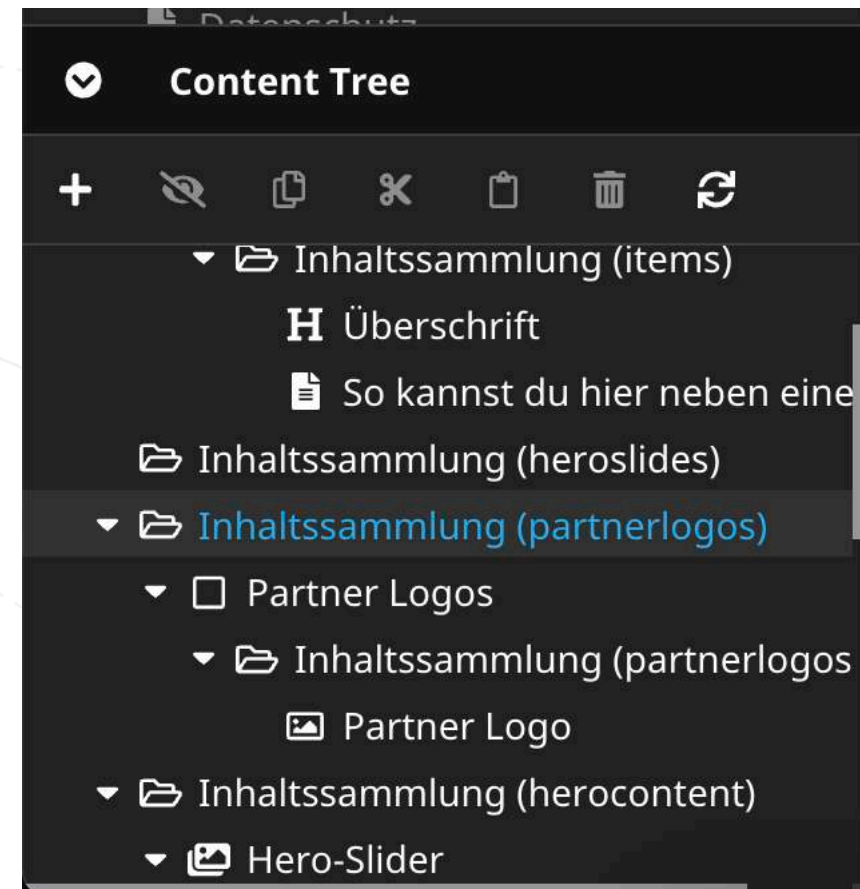 Datenschutz
Content Tree
Inhaltssammlung (items)
H Überschrift
So kannst du hier neben eine
Inhaltssammlung (heroslides)
Inhaltssammlung (partnerlogos)
Partner Logos
Inhaltssammlung (partnerlogos
Partner Logo
Inhaltssammlung (herocontent)
Hero-Slider